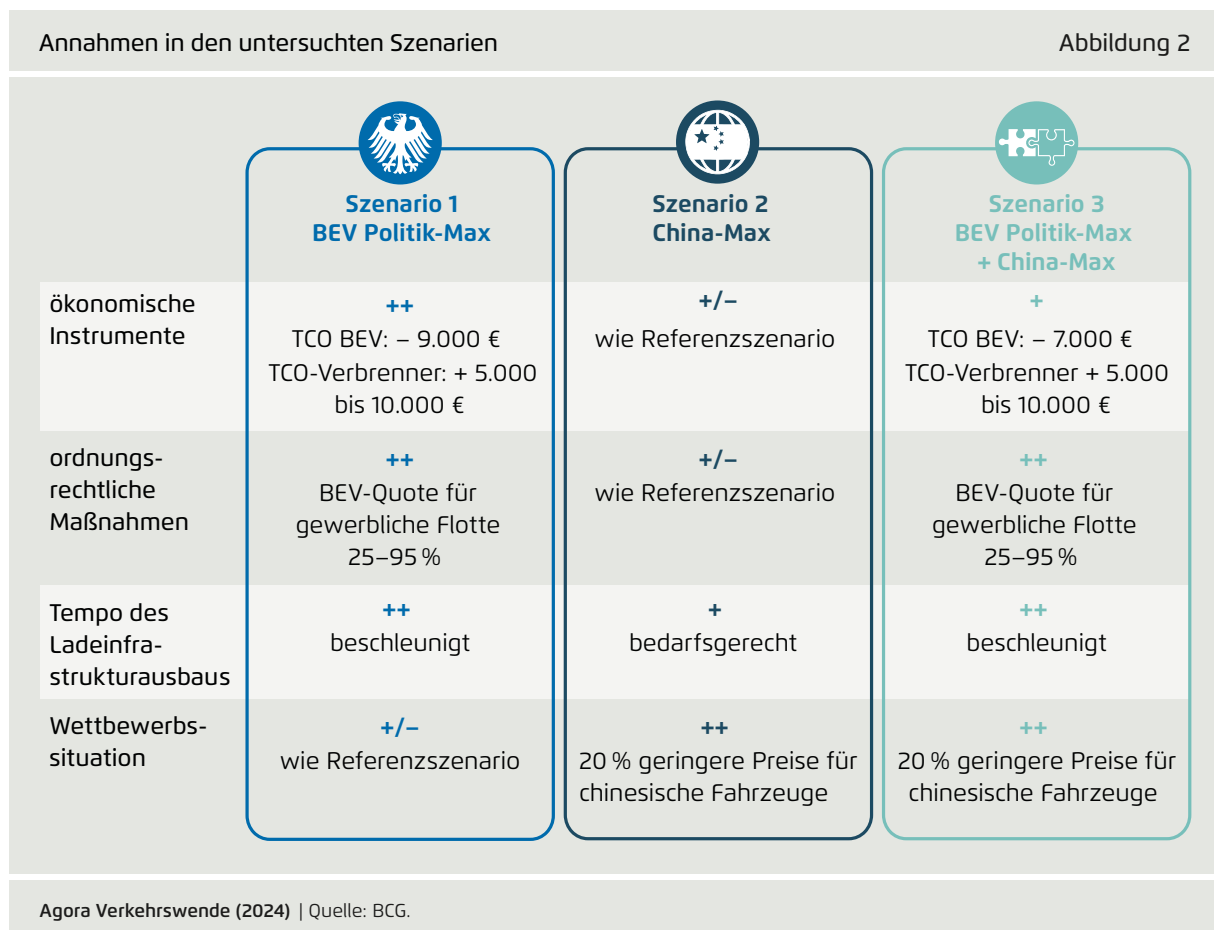 Annahmen in den untersuchten Szenarien
Abbildung 2
Szenario 1
BEV Politik-Max
Szenario 2
China-Max
Szenario 3
BEV Politik-Max
+ China-Max
ökonomische
Instrumente
++
TCO BEV: – 9.000 €
TCO-Verbrenner: + 5.000
bis 10.000 €
+/–
wie Referenzszenario
+
TCO BEV: – 7.000 €
TCO-Verbrenner + 5.000
bis 10.000 €
ordnungs-
rechtliche
Maßnahmen
++
BEV-Quote für
gewerbliche Flotte
25–95 %
+/–
wie Referenzszenario
++
BEV-Quote für
gewerbliche Flotte
25–95 %
Tempo des
Ladeinfra-
strukturausbaus
++
beschleunigt
+
bedarfsgerecht
++
beschleunigt
Wettbewerbs-
situation
+/–
wie Referenzszenario
++
20 % geringere Preise für
chinesische Fahrzeuge
++
20 % geringere Preise für
chinesische Fahrzeuge
Agora Verkehrswende (2024) | Quelle: BCG.